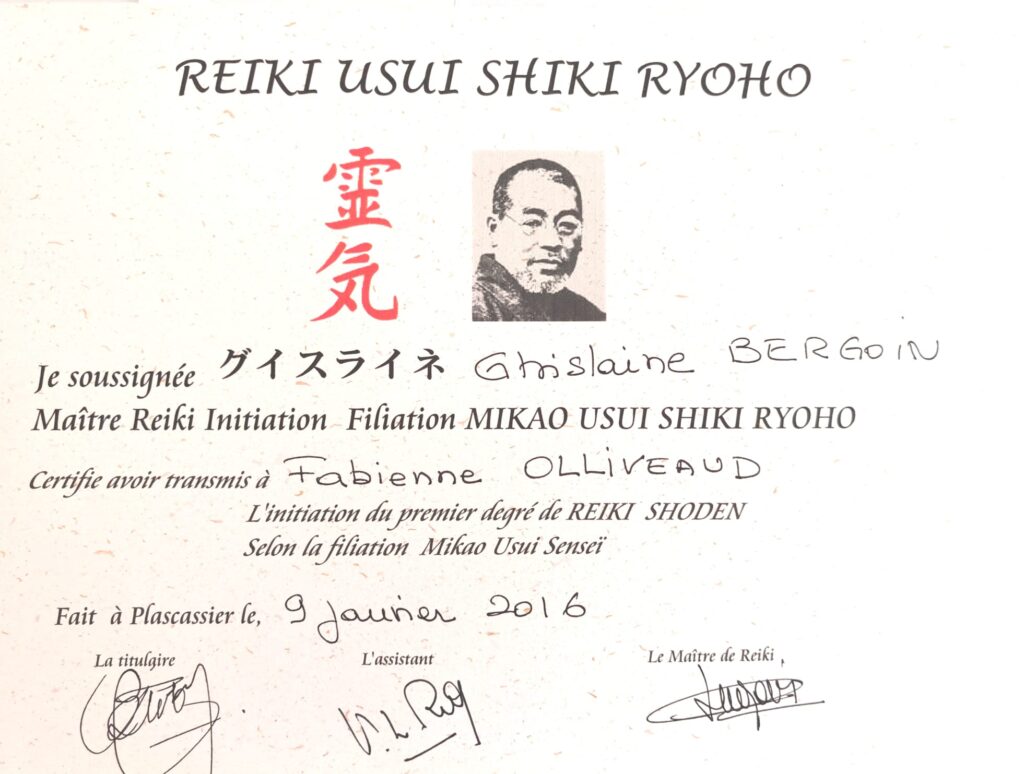 REIKI USUI SHIKI RYOHO
霊
気
Je soussignée グイスライネ Ghislaine BERGOIN
Maître Reiki Initiation Filiation MIKAO USUI SHIKI RYOHO
Certifie avoir transmis à Fabienne OLLIVEAUD
L'initiation du premier degré de REIKI SHODEN
Selon la filiation Mikao Usui Senseï
Fait à Plascassier le, 9 janvier 2016
La titulaire L'assistant Le Maître de Reiki